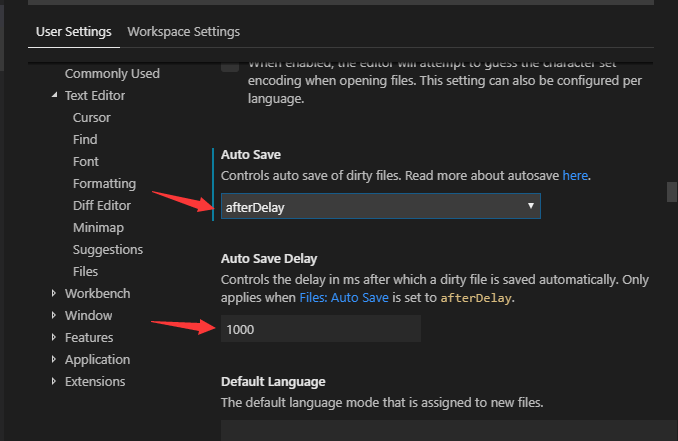 User Settings Workspace Settings
Commonly Used
Text Editor
Cursor
Find
Font
Formatting
Diff Editor
Minimap
Suggestions
Files
Workbench
Window
Features
Application
Extensions
When enabled, the editor will attempt to guess the character set
encoding when opening files. This setting can also be configured per
language.
Auto Save
Controls auto save of dirty files. Read more about autosave here.
afterDelay
Auto Save Delay
Controls the delay in ms after which a dirty file is saved automatically. Only
applies when Files: Auto Save is set to afterDelay.
1000
Default Language
The default language mode that is assigned to new files.